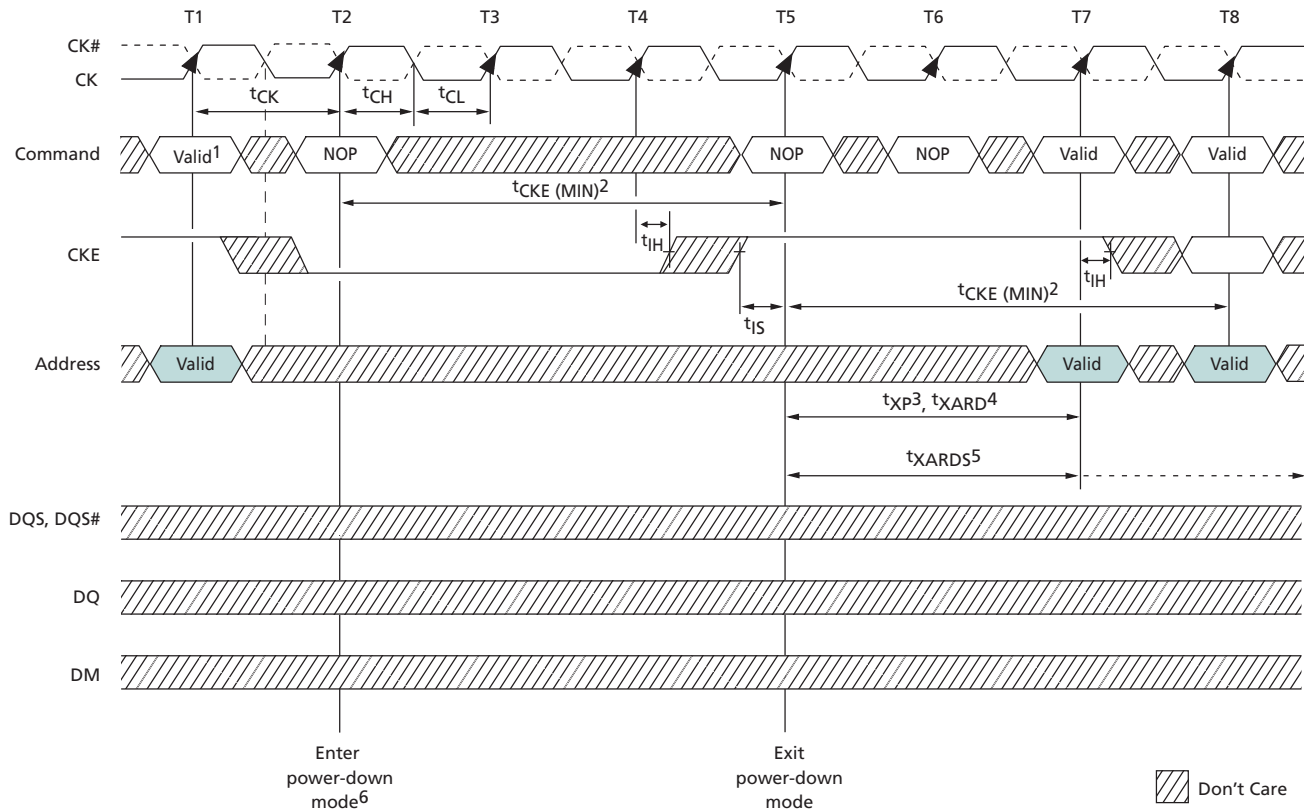 T1 T2 T3 T4 T5 T6 T7 T8
CK#
CK
tCK tCH tCL
Command Valid1 NOP NOP NOP Valid Valid
tCKE (MIN)2
CKE tIH tIH
tCKE (MIN)2
tIS
Address Valid Valid Valid
tXP3, tXARD4
tXARDS5
DQS, DQS#
DQ
DM
Enter
power-down
mode6
Exit
power-down
mode
Don't Care